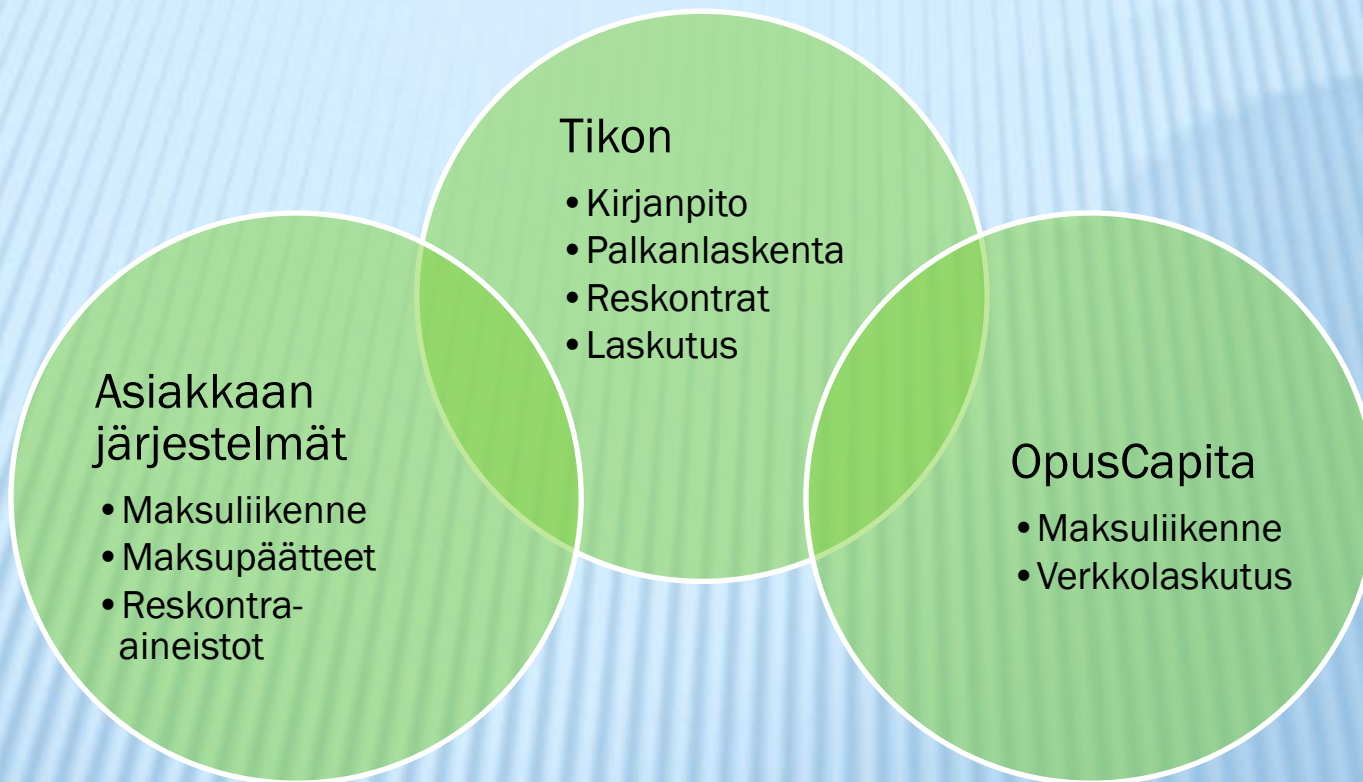 Tikon
•Kirjanpito
•Palkanlaskenta
•Reskontrat
•Laskutus
Asiakkaan
järjestelmät
•Maksuliikenne
•Maksupäätteet
•Reskontra-
aineistot
OpusCapita
•Maksuliikenne
•Verkkolaskutus